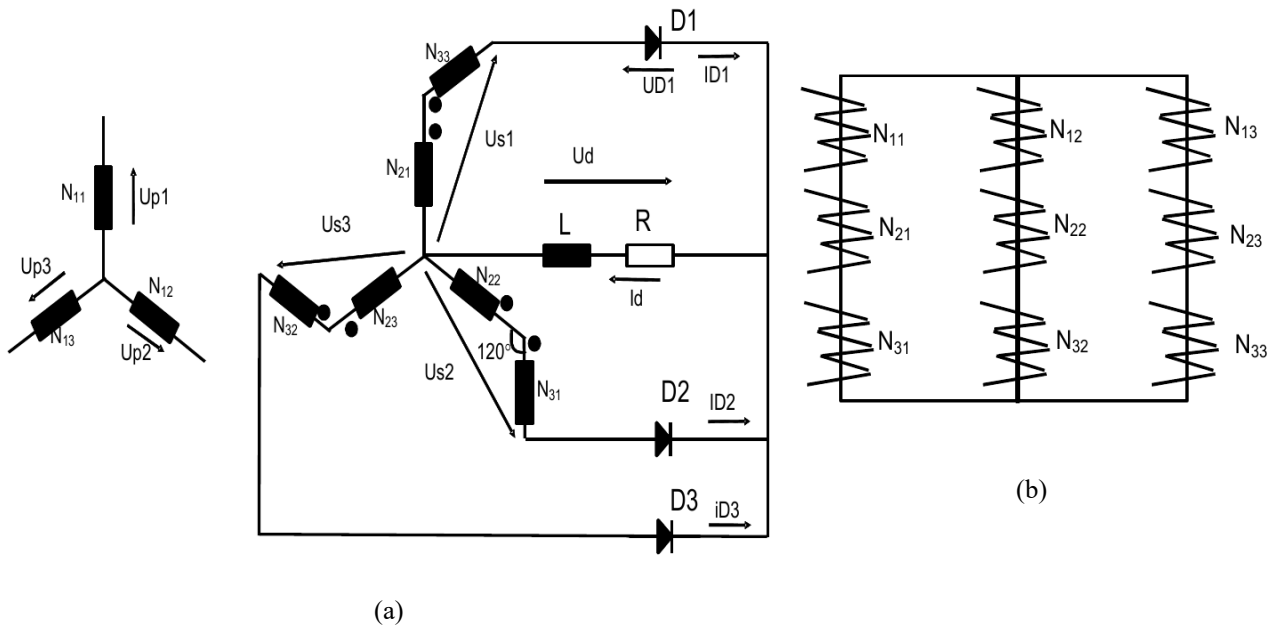 N11
Up1
Up3
N13
N12
Up2
N33
N21
Us1
Us3
N32
N23
N22
120°
N31
Us2
D1
UD1
ID1
Ud
L
R
Id
D2
ID2
D3
iD3
(a)
N11
N12
N13
N21
N22
N23
N31
N32
N33
(b)